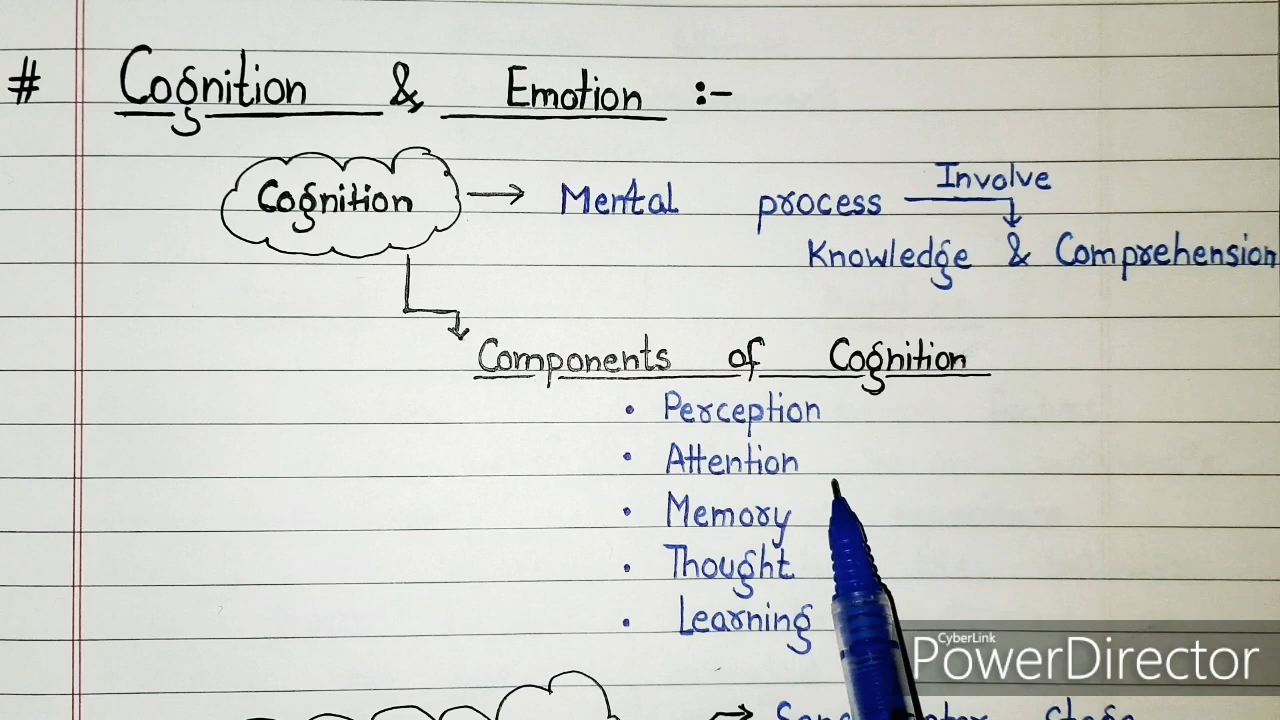 # Cognition & Emotion :-
Cognition → Mental process Involve
Knowledge & Comprehension
Components of Cognition
• Perception
• Attention
• Memory
• Thought
• Learning
CyberLink
PowerDirector